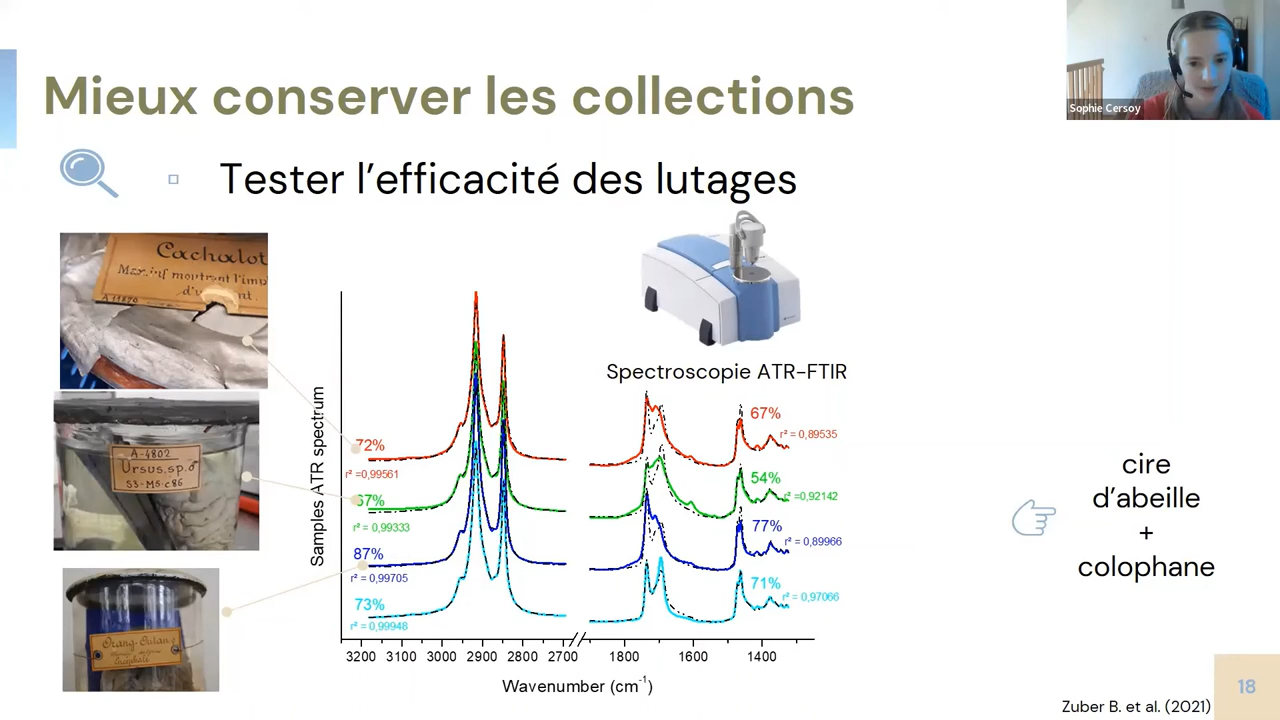 Sophie Cersoy
Mieux conserver les collections
Tester l'efficacité des lutages
Cachalot
A-4802
Ursus.sp.
Orang-Outan
Spectroscopie ATR-FTIR
Samples ATR spectrum
72%
r² =0,99561
67%
r² = 0,99333
87%
r² = 0,99705
73%
r² = 0,99948
67%
r² = 0,89535
54%
r² =0,92142
77%
r² = 0,89966
71%
r² = 0,97066
3200 3100 3000 2900 2800 2700 1800 1600 1400
Wavenumber (cm⁻¹)
cire
d'abeille
+
colophane
Zuber B. et al. (2021)
18